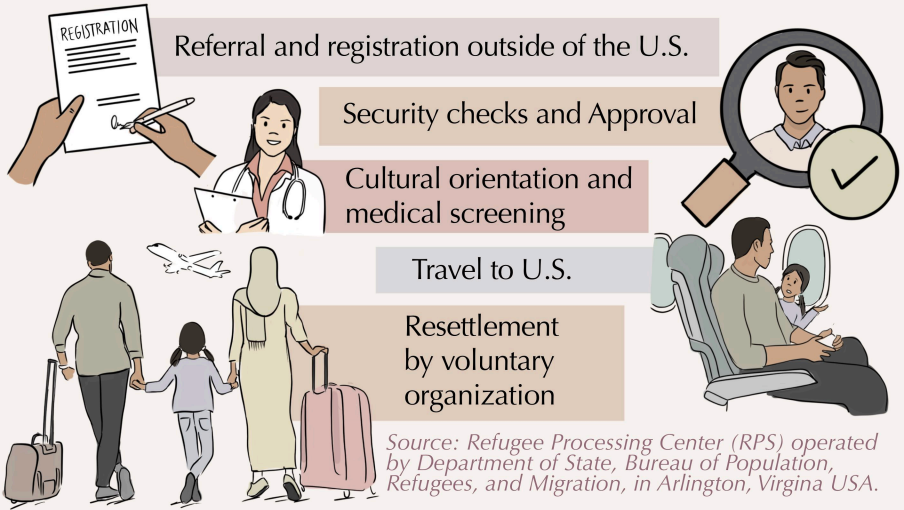 REGISTRATION
Referral and registration outside of the U.S.
Security checks and Approval
Cultural orientation and
medical screening
Travel to U.S.
Resettlement
by voluntary
organization
Source: Refugee Processing Center (RPS) operated
by Department of State, Bureau of Population,
Refugees, and Migration, in Arlington, Virgina USA.